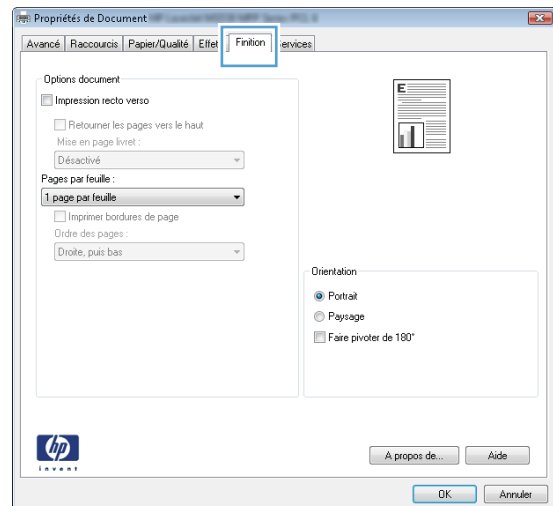 Propriétés de Document
Avancé Raccourcis Papier/Qualité Effet Finition ervices
Options document
Impression recto verso
Retourner les pages vers le haut
Mise en page livret :
Désactivé
Pages par feuille :
1 page par feuille
Imprimer bordures de page
Ordre des pages :
Droite, puis bas
E
Orientation
Portrait
Paysage
Faire pivoter de 180°
hp
invent
A propos de...
Aide
OK
Annuler